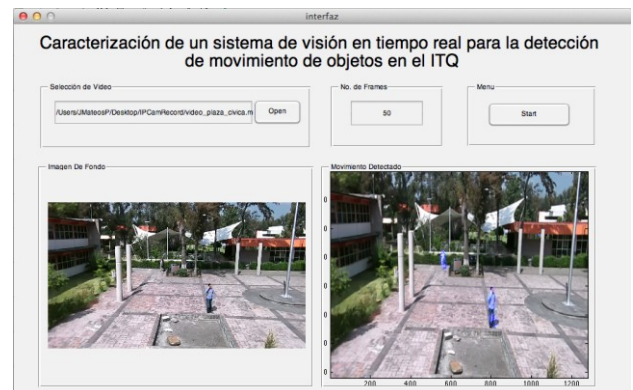 interfaz
Caracterización de un sistema de visión en tiempo real para la detección
de movimiento de objetos en el ITQ
Selección de Video
/Users/JMateosP/Desktop/IPCamRecord/video_plaza_civica.m
Open
No. de Frames
50
Menu
Start
Imagen De Fondo
Movimiento Detectado
0
0
0
0
0
200 400 600 800 1000 1200